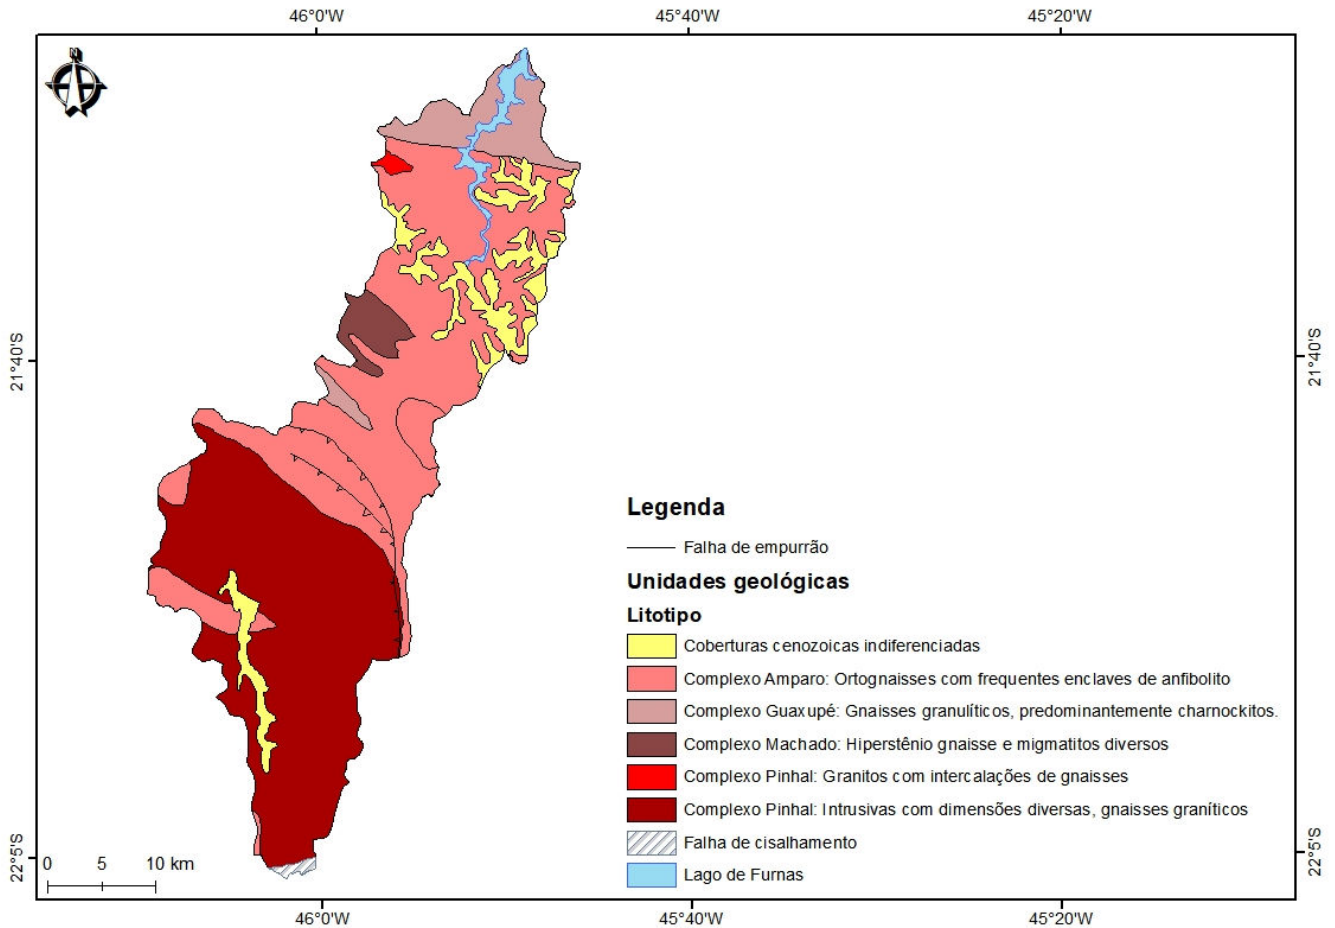 46°0'W 45°40'W 45°20'W
N
21°40'S 21°40'S
Legenda
Falha de empurrão
Unidades geológicas
Litotipo
Coberturas cenozoicas indiferenciadas
Complexo Amparo: Ortognaisses com frequentes enclaves de anfibolito
Complexo Guaxupé: Gnaisses granulíticos, predominantemente charnockitos.
Complexo Machado: Hiperstênio gnaisse e migmatitos diversos
Complexo Pinhal: Granitos com intercalações de gnaisses
Complexo Pinhal: Intrusivas com dimensões diversas, gnaisses graníticos
Falha de cisalhamento
Lago de Furnas
22°5'S 22°5'S
0 5 10 km
46°0'W 45°40'W 45°20'W